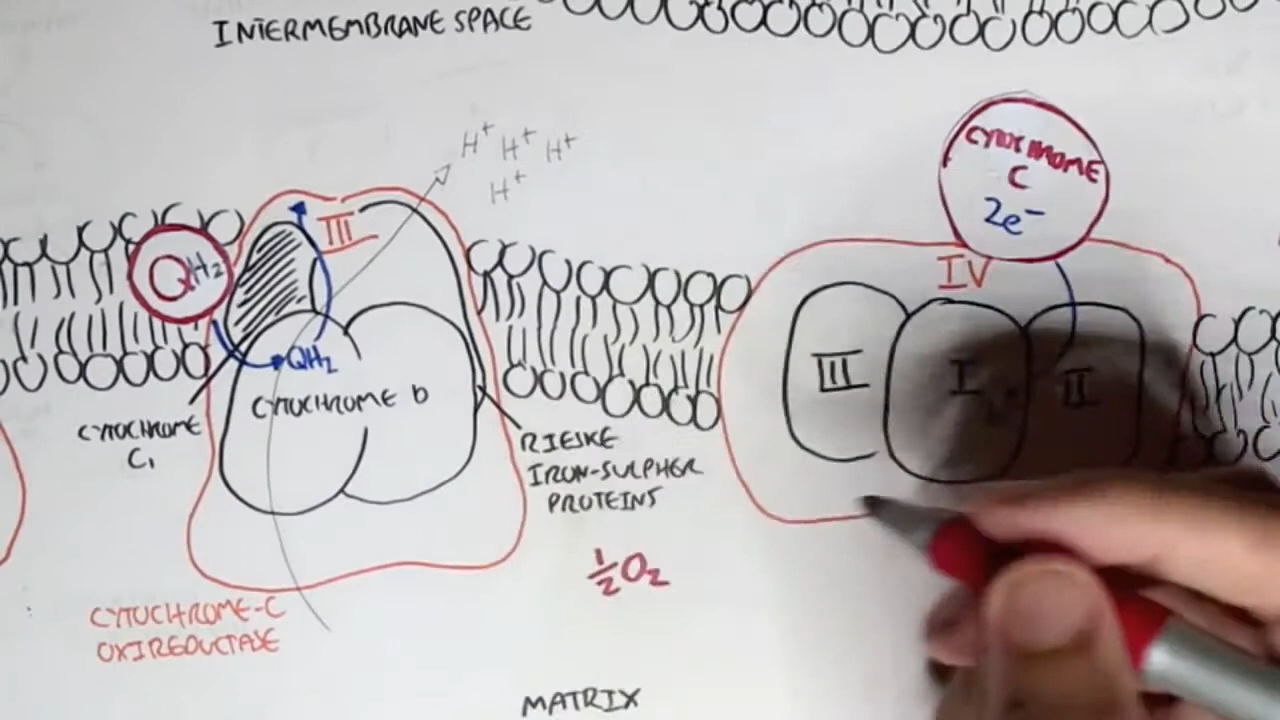 INTERMEMBRANE SPACE
H+ H+ H+
H+
CYTOCHROME
C
2e-
III
IV
QH2
QH2
III
I
II
CYTOCHROME b
CYTOCHROME
C1
RIESKE
IRON-SULPHER
PROTEINS
1/2O2
CYTOCHROME-C
OXIREDUCTASE
MATRIX